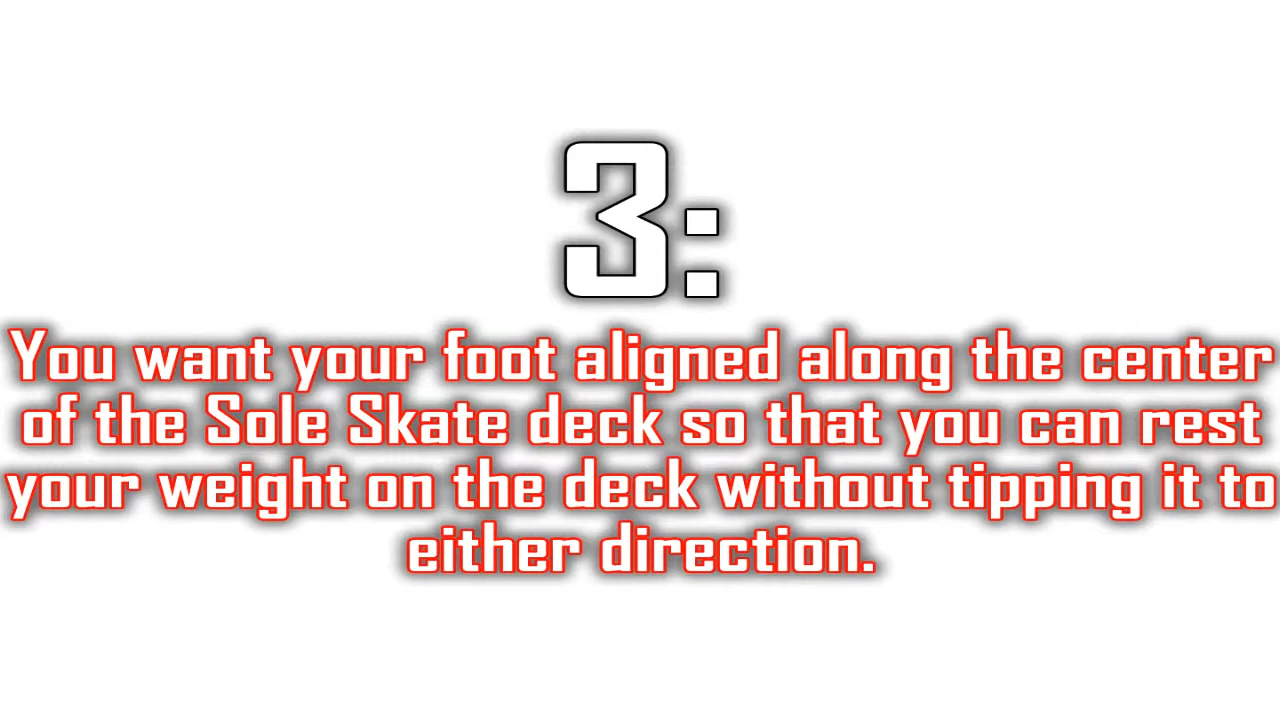 3:
You want your foot aligned along the center
of the Sole Skate deck so that you can rest
your weight on the deck without tipping it to
either direction.